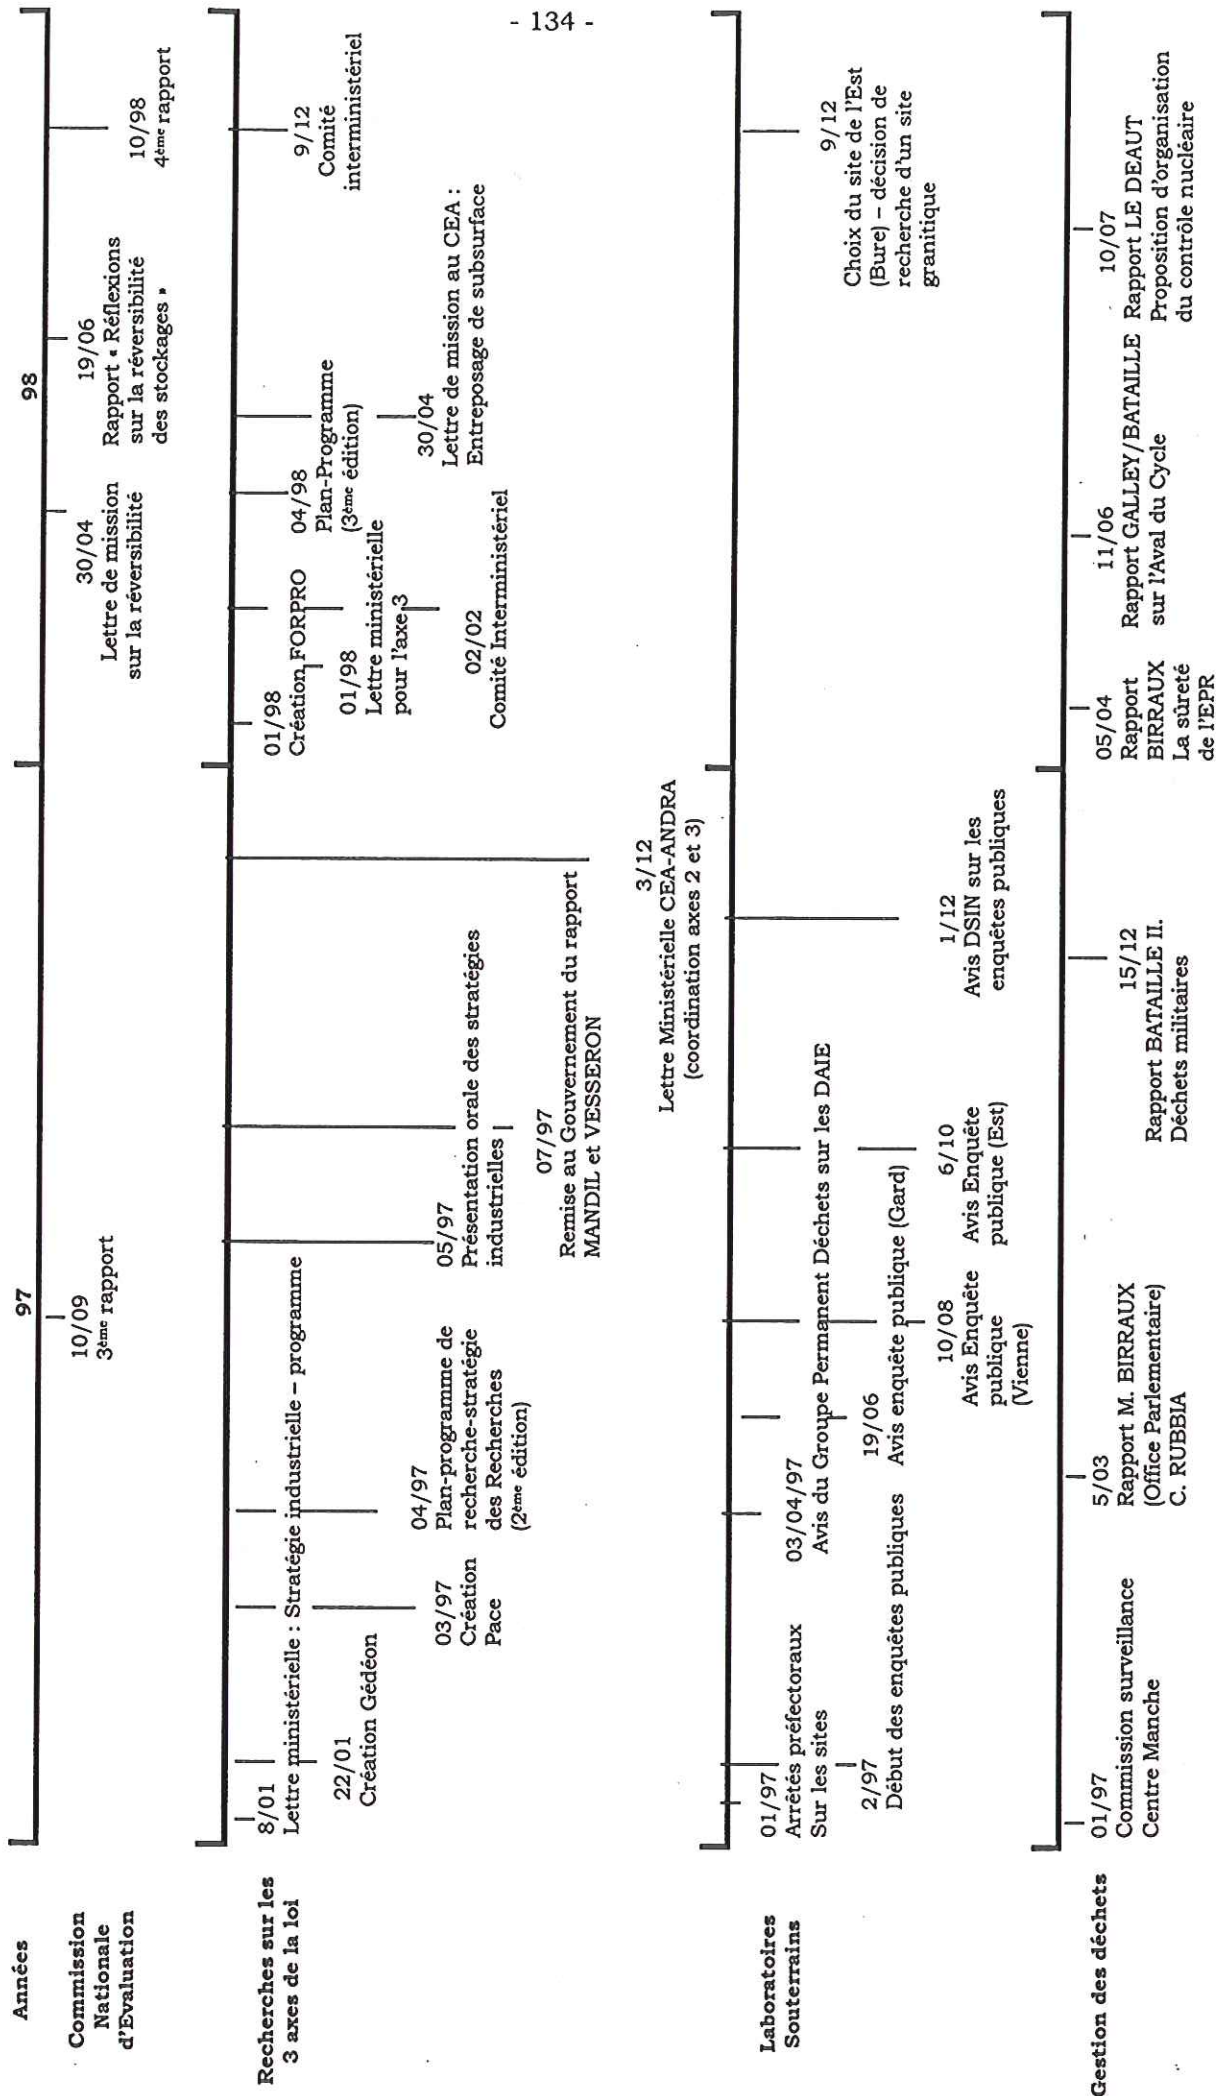 - 134 -
Années
97
98
Commission
Nationale
d'Evaluation
10/09
3ème rapport
30/04
Lettre de mission
sur la réversibilité
19/06
Rapport « Réflexions
sur la réversibilité
des stockages »
10/98
4ème rapport
Recherches sur les
3 axes de la loi
8/01
Lettre ministérielle : Stratégie industrielle – programme
22/01
Création Gédéon
03/97
Création
Pace
04/97
Plan-programme de
recherche-stratégie
des Recherches
(2ème édition)
05/97
Présentation orale des stratégies
industrielles
07/97
Remise au Gouvernement du rapport
MANDIL et VESSERON
3/12
Lettre Ministérielle CEA-ANDRA
(coordination axes 2 et 3)
01/98
Création FORPRO
01/98
Lettre ministérielle
pour l'axe 3
02/02
Comité Interministériel
04/98
Plan-Programme
(3ème édition)
30/04
Lettre de mission au CEA :
Entreposage de subsurface
9/12
Comité
interministériel
Laboratoires
Souterrains
01/97
Arrêtés préfectoraux
Sur les sites
2/97
Début des enquêtes publiques
03/04/97
Avis du Groupe Permanent Déchets sur les DAIE
19/06
Avis enquête publique (Gard)
10/08
Avis Enquête
publique
(Vienne)
6/10
Avis Enquête
publique (Est)
1/12
Avis DSIN sur les
enquêtes publiques
9/12
Choix du site de l'Est
(Bure) – décision de
recherche d'un site
granitique
Gestion des déchets
01/97
Commission surveillance
Centre Manche
5/03
Rapport M. BIRRAUX
(Office Parlementaire)
C. RUBBIA
15/12
Rapport BATAILLE II.
Déchets militaires
05/04
Rapport
BIRRAUX
La sûreté
de l'EPR
11/06
Rapport GALLEY/BATAILLE
sur l'Aval du Cycle
10/07
Rapport LE DEAUT
Proposition d'organisation
du contrôle nucléaire